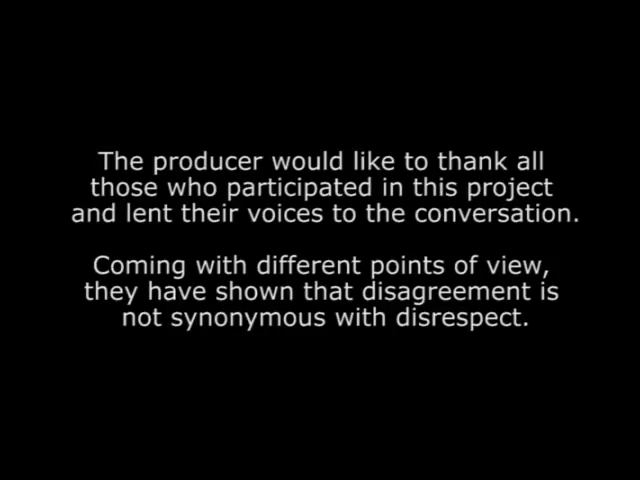 The producer would like to thank all
those who participated in this project
and lent their voices to the conversation.
Coming with different points of view,
they have shown that disagreement is
not synonymous with disrespect.